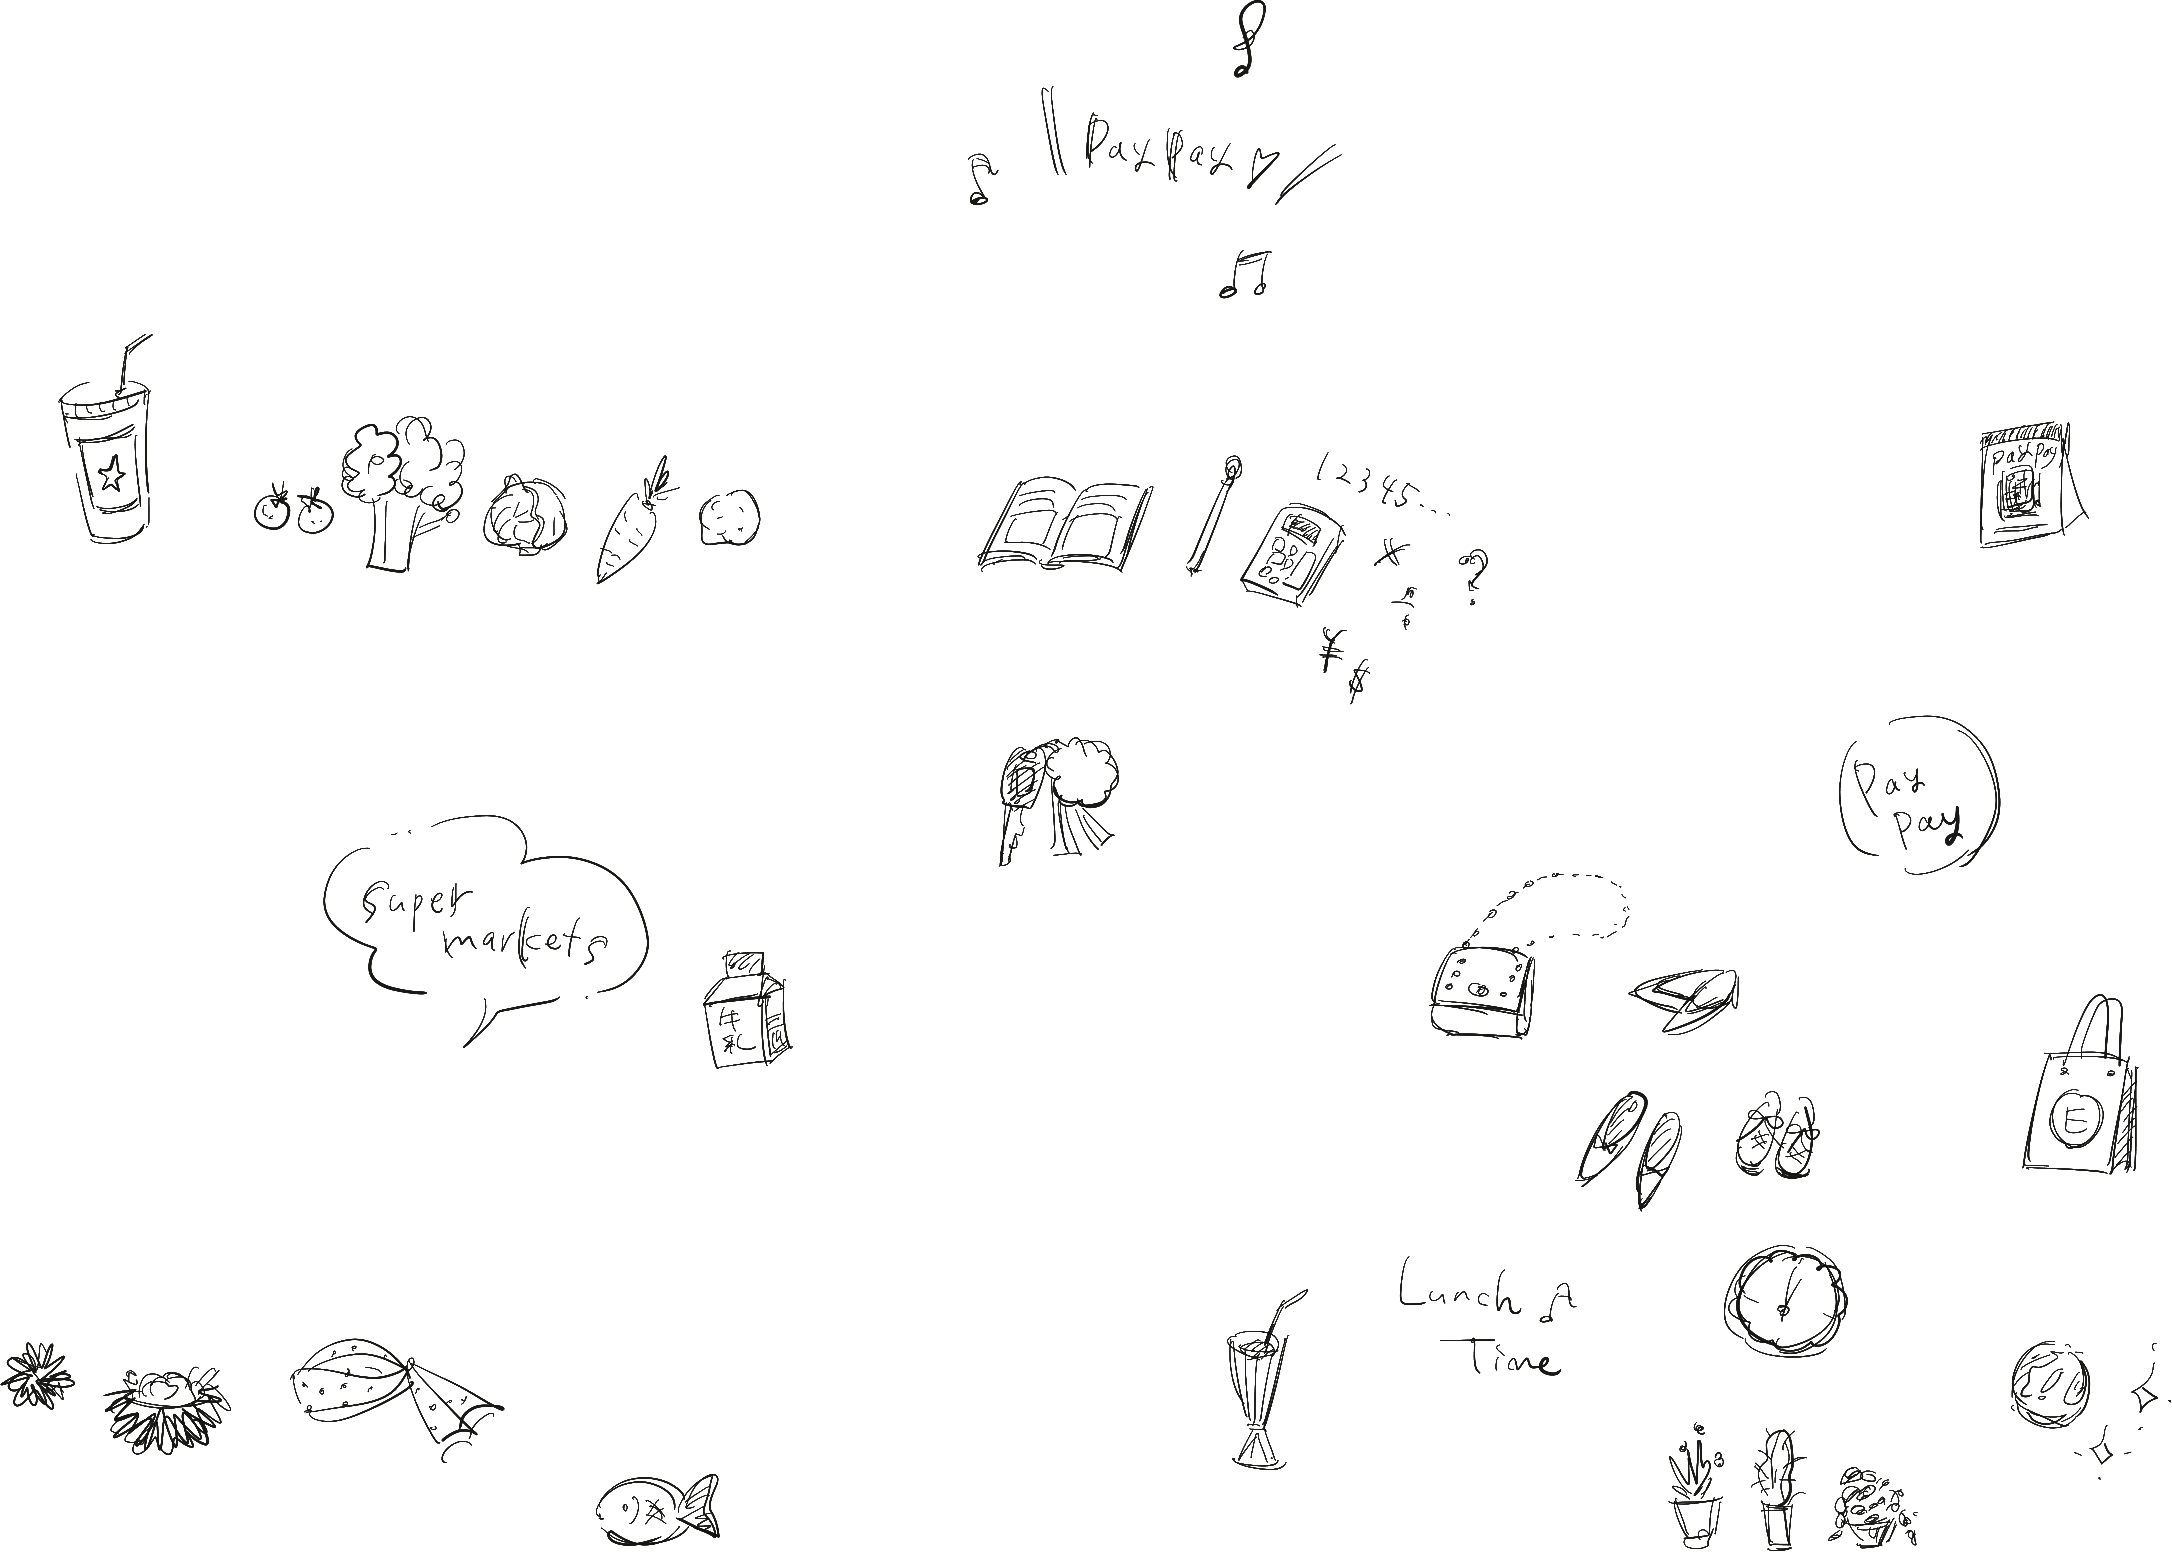 PayPay
12345...
PayPay
¥
$
Pay
Pay
super
markets
牛
乳
E
Lunch
Time